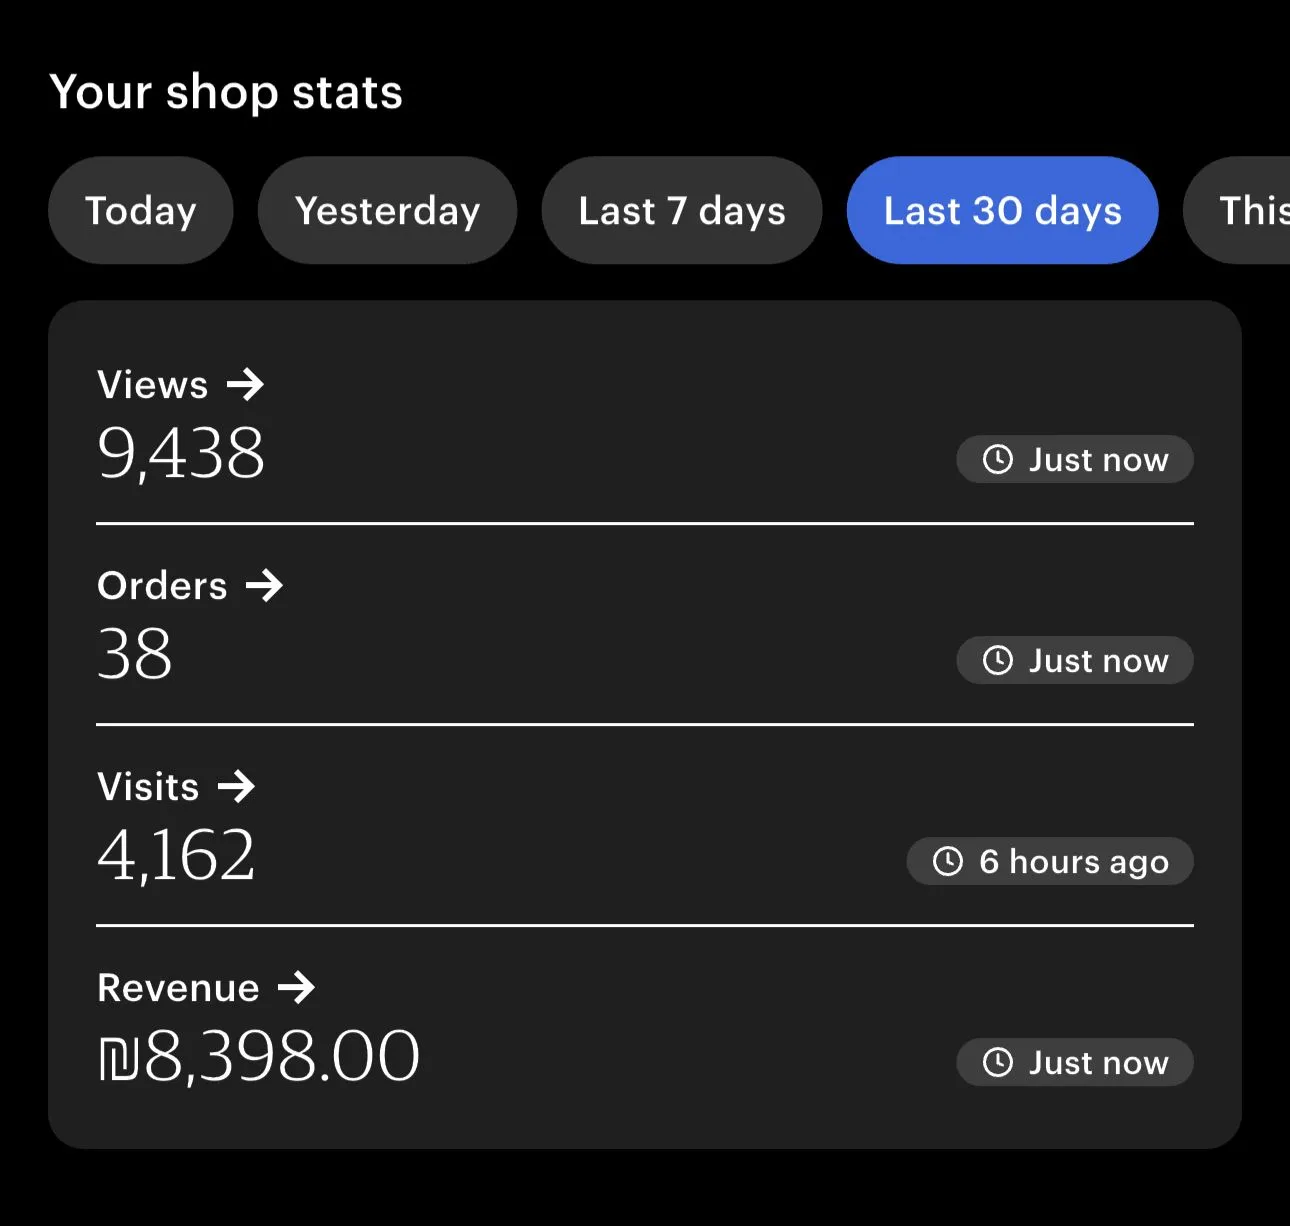 Your shop stats
Today Yesterday Last 7 days Last 30 days This
Views →
9,438
Just now
Orders →
38
Just now
Visits →
4,162
6 hours ago
Revenue →
₪8,398.00
Just now